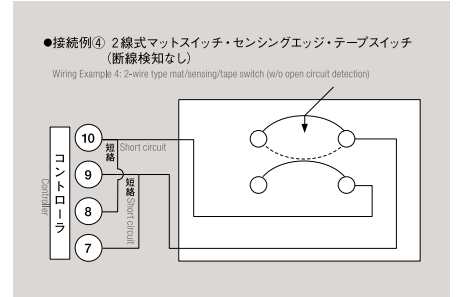 ●接続例④ 2線式マットスイッチ・センシングエッジ・テープスイッチ
(断線検知なし)
Wiring Example 4: 2-wire type mat/sensing/tape switch (w/o open circuit detection)
コントローラ
Controller
10
9
8
7
短絡
Short circuit
短絡
Short circuit